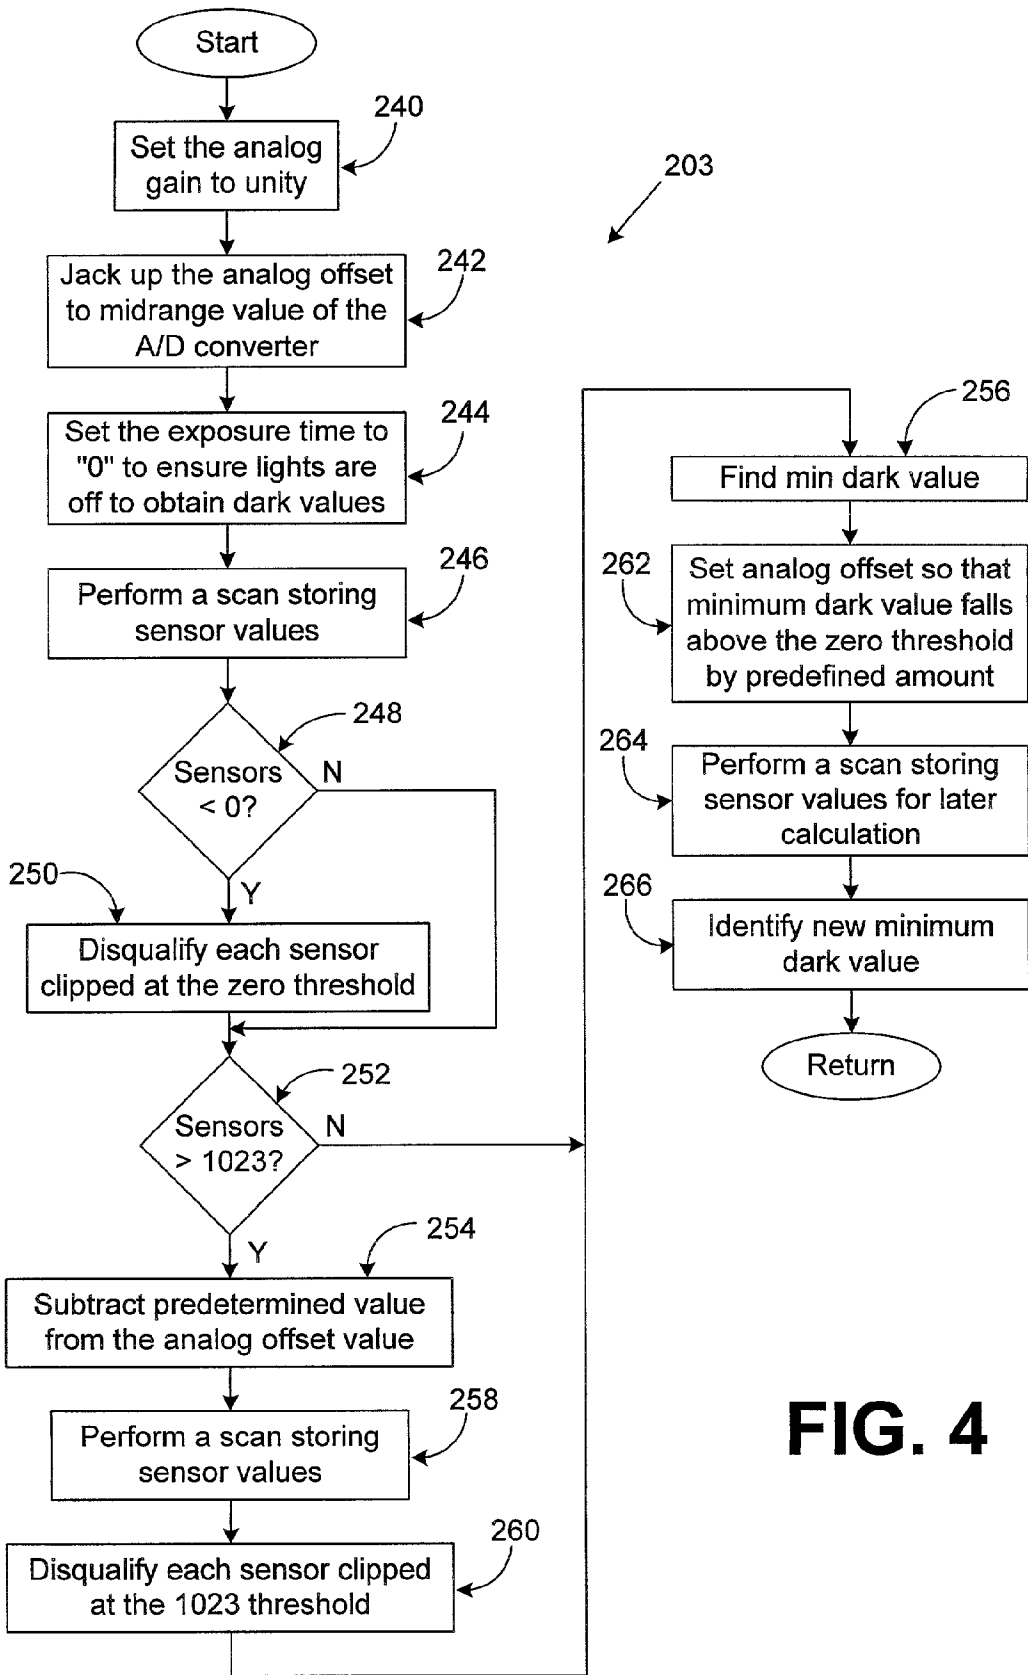 Start
240
Set the analog
gain to unity
203
242
Jack up the analog offset
to midrange value of the
A/D converter
244
Set the exposure time to
"0" to ensure lights are
off to obtain dark values
246
Perform a scan storing
sensor values
248
Sensors
< 0?
N
Y
250
Disqualify each sensor
clipped at the zero threshold
252
Sensors
> 1023?
N
Y
254
Subtract predetermined value
from the analog offset value
258
Perform a scan storing
sensor values
260
Disqualify each sensor clipped
at the 1023 threshold
256
Find min dark value
262
Set analog offset so that
minimum dark value falls
above the zero threshold
by predefined amount
264
Perform a scan storing
sensor values for later
calculation
266
Identify new minimum
dark value
Return
FIG. 4